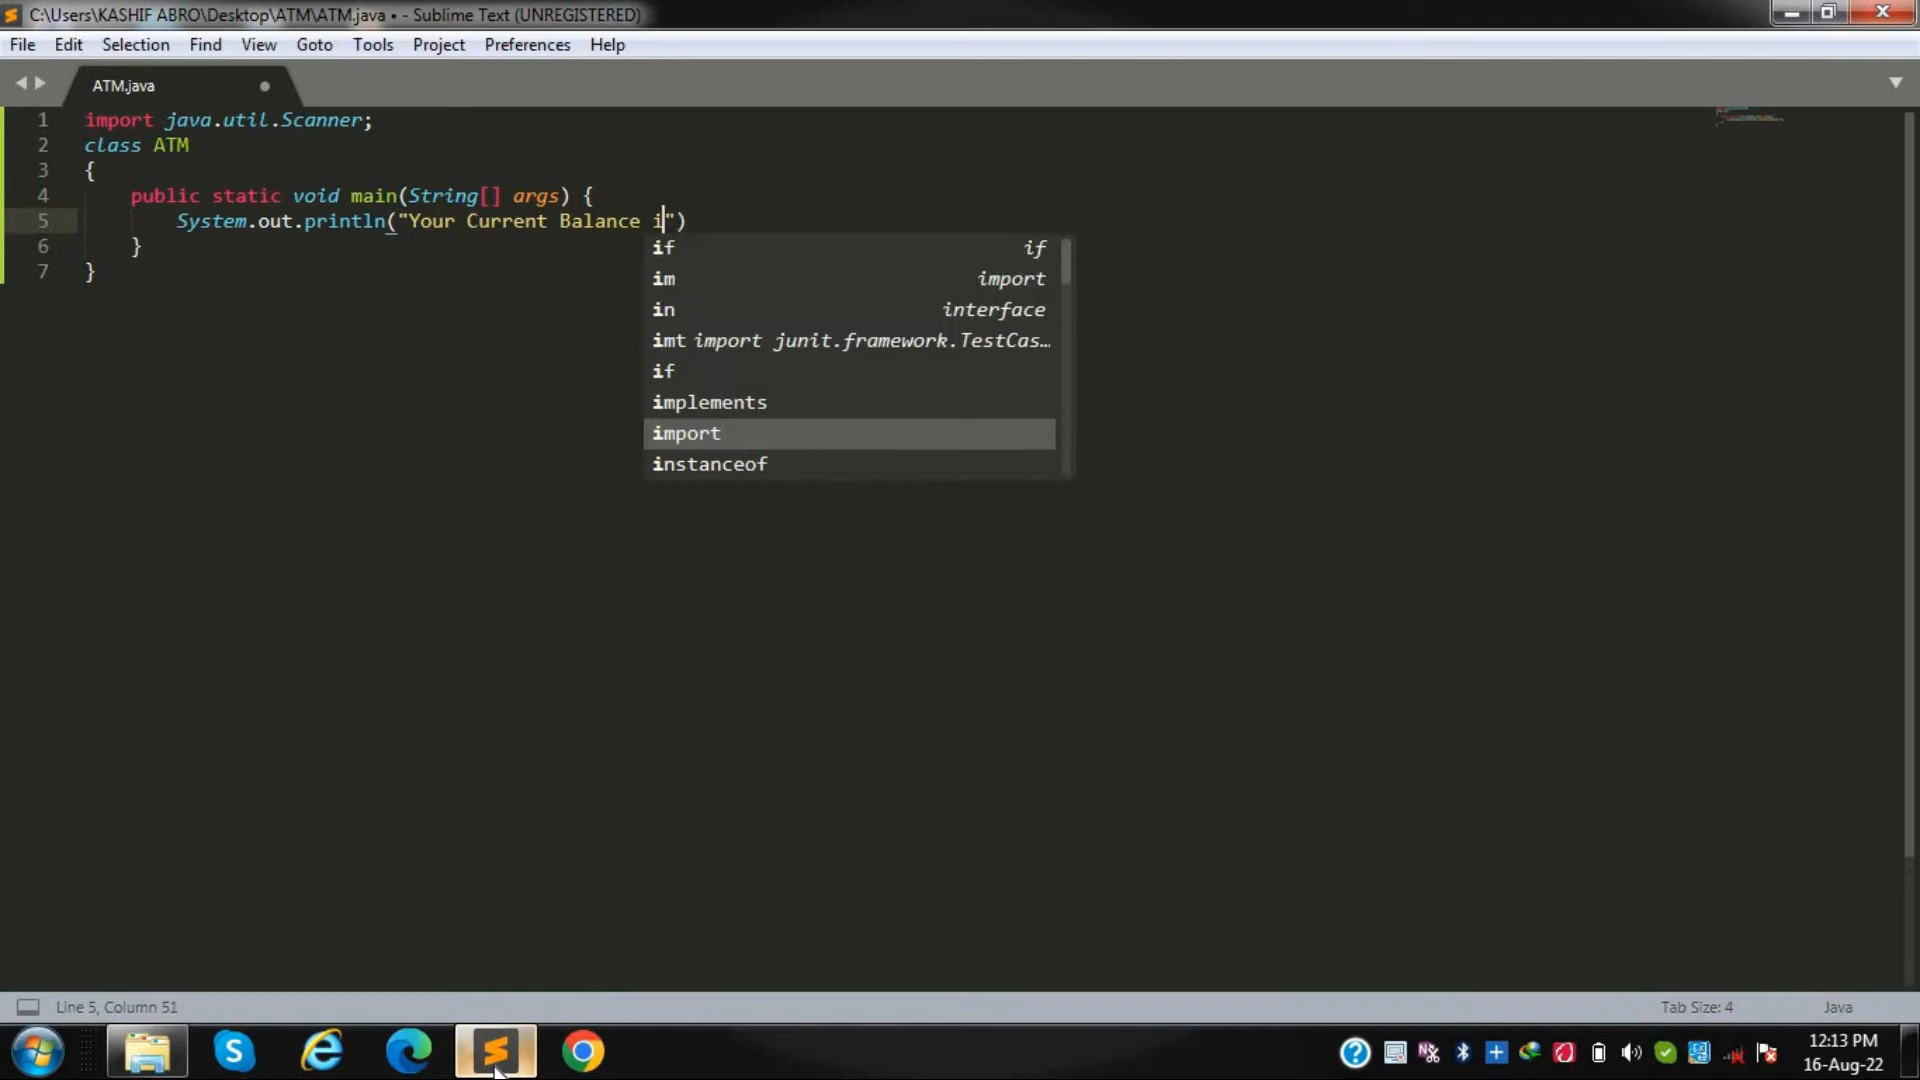 C:\Users\KASHIF ABRO\Desktop\ATM\ATM.java • - Sublime Text (UNREGISTERED)
File Edit Selection Find View Goto Tools Project Preferences Help
ATM.java
1 import java.util.Scanner;
2 class ATM
3 {
4 public static void main(String[] args) {
5 System.out.println("Your Current Balance i")
6 }
7 }
if if
im import
in interface
imt import junit.framework.TestCas…
if
implements
import
instanceof
Line 5, Column 51 Tab Size: 4 Java
12:13 PM
16-Aug-22